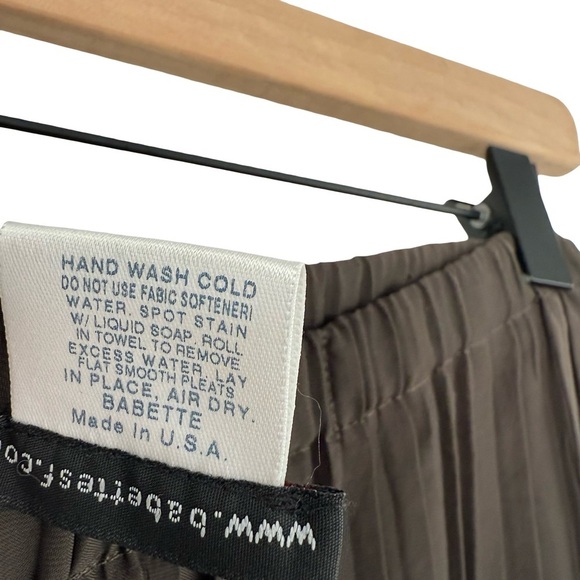 HAND WASH COLD
DO NOT USE FABIC SOFTENER!
WATER. SPOT STAIN
W/ LIQUID SOAP. ROLL
IN TOWEL TO REMOVE
EXCESS WATER. LAY
FLAT SMOOTH PLEATS
IN PLACE, AIR DRY.
BABETTE
Made in U.S.A.
www.babettesf.co